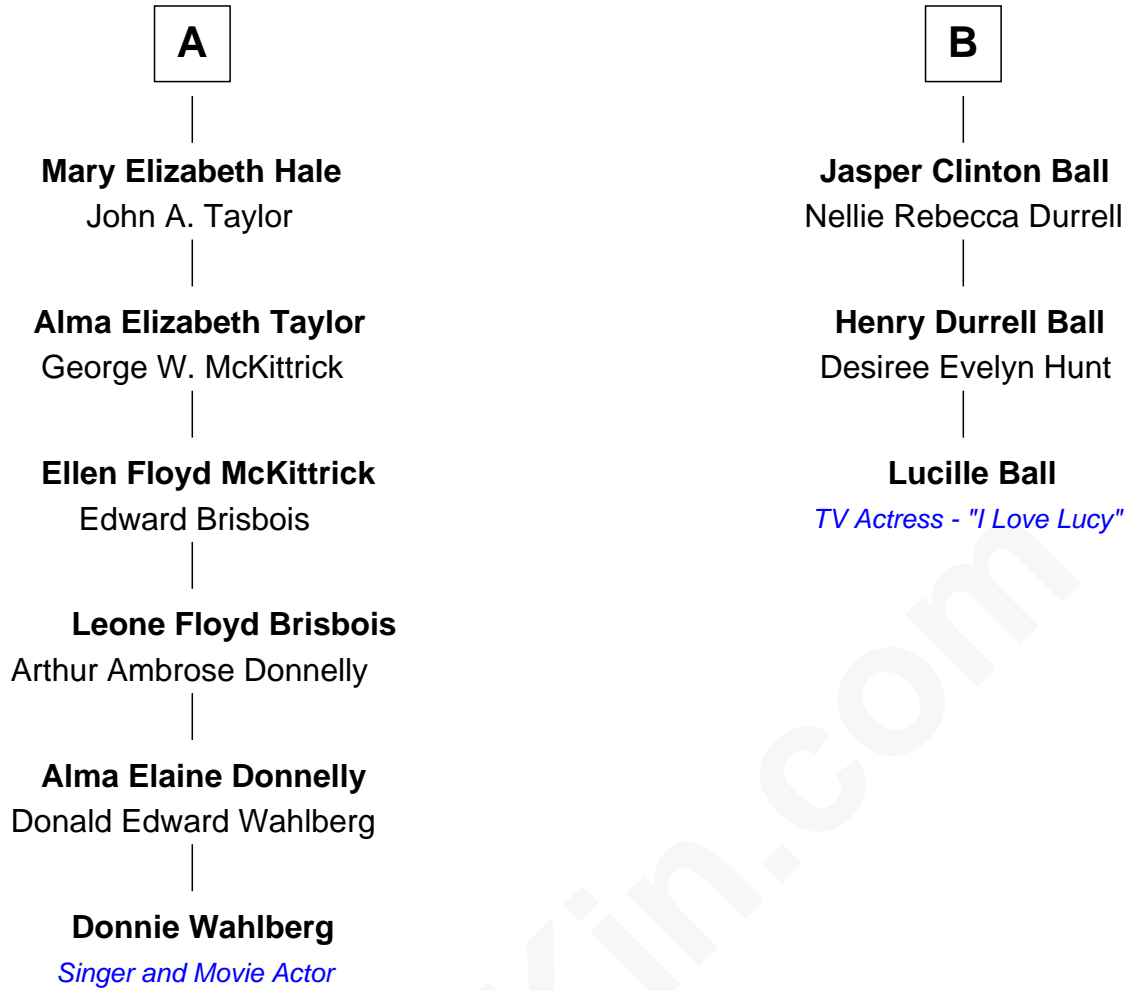 A
Mary Elizabeth Hale
John A. Taylor
Alma Elizabeth Taylor
George W. McKittrick
Ellen Floyd McKittrick
Edward Brisbois
Leone Floyd Brisbois
Arthur Ambrose Donnelly
Alma Elaine Donnelly
Donald Edward Wahlberg
Donnie Wahlberg
Singer and Movie Actor
B
Jasper Clinton Ball
Nellie Rebecca Durrell
Henry Durrell Ball
Desiree Evelyn Hunt
Lucille Ball
TV Actress - "I Love Lucy"
Kin.com